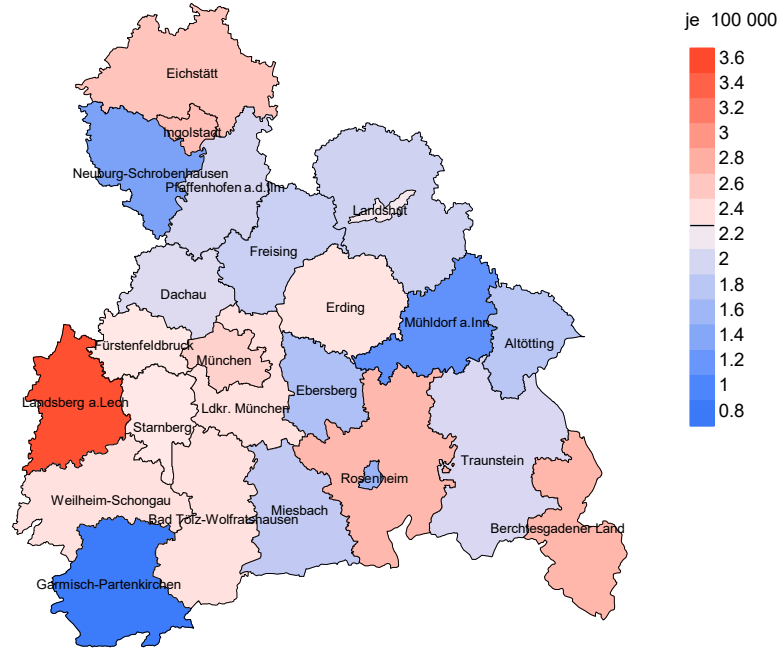 je 100 000
3.6
3.4
3.2
3
2.8
2.6
2.4
2.2
2
1.8
1.6
1.4
1.2
1
0.8
Eichstätt
Ingolstadt
Neuburg-Schrobenhausen
Pfaffenhofen a.d.Ilm
Landshut
Freising
Dachau
Erding
Mühldorf a.Inn
Altötting
Fürstenfeldbruck
München
Ebersberg
Landsberg a.Lech
Ldkr. München
Starnberg
Traunstein
Rosenheim
Weilheim-Schongau
Miesbach
Bad Tölz-Wolfratshausen
Berchtesgadener Land
Garmisch-Partenkirchen